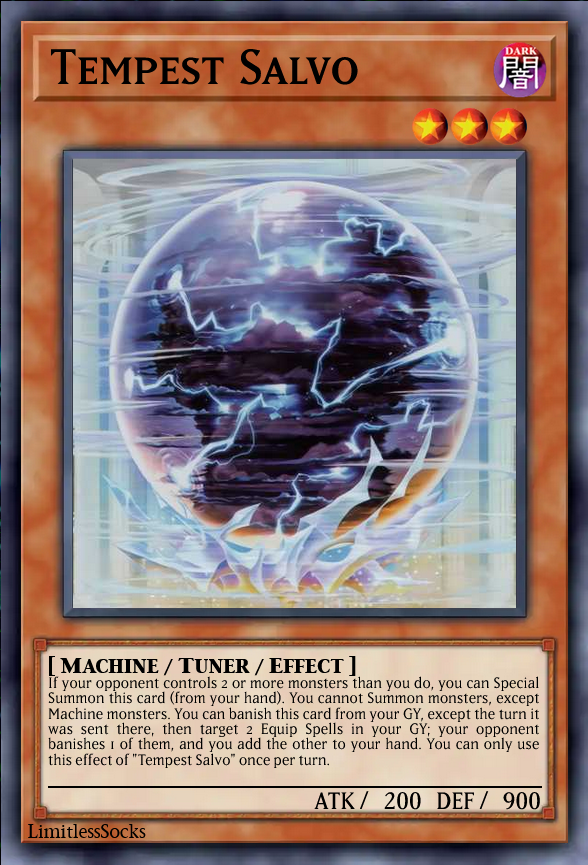 Tempest Salvo
DARK
闇
[ Machine / Tuner / Effect ]
If your opponent controls 2 or more monsters than you do, you can Special
Summon this card (from your hand). You cannot Summon monsters, except
Machine monsters. You can banish this card from your GY, except the turn it
was sent there, then target 2 Equip Spells in your GY; your opponent
banishes 1 of them, and you add the other to your hand. You can only use
this effect of "Tempest Salvo" once per turn.
ATK / 200 DEF / 900
LimitlessSocks